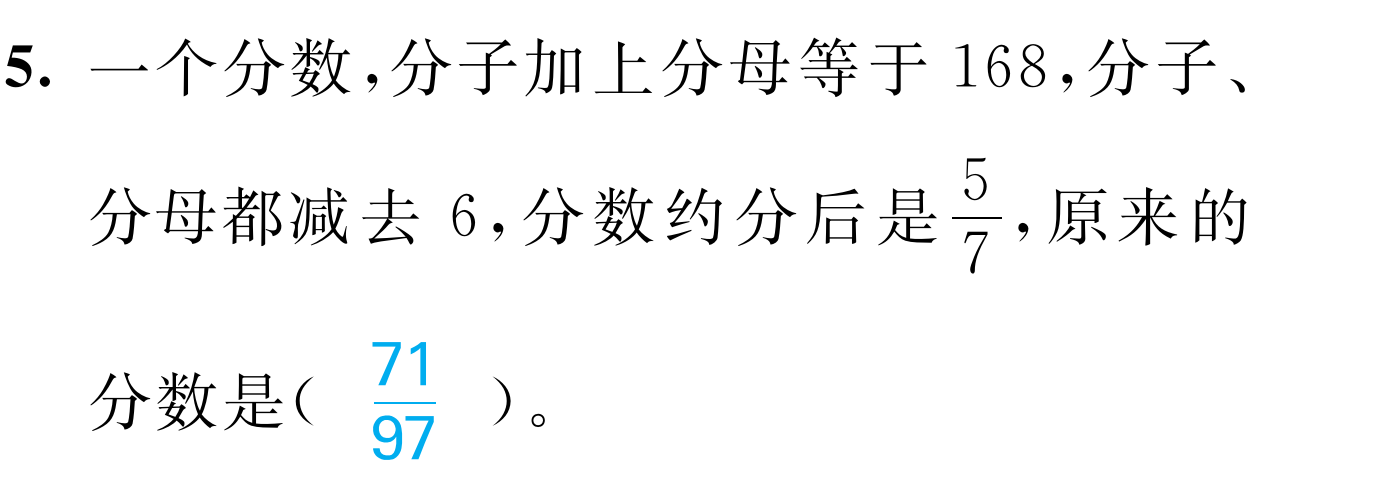 5. 一个分数,分子加上分母等于 168,分子、
分母都减去 6,分数约分后是 5/7,原来的
分数是( 71/97 )。